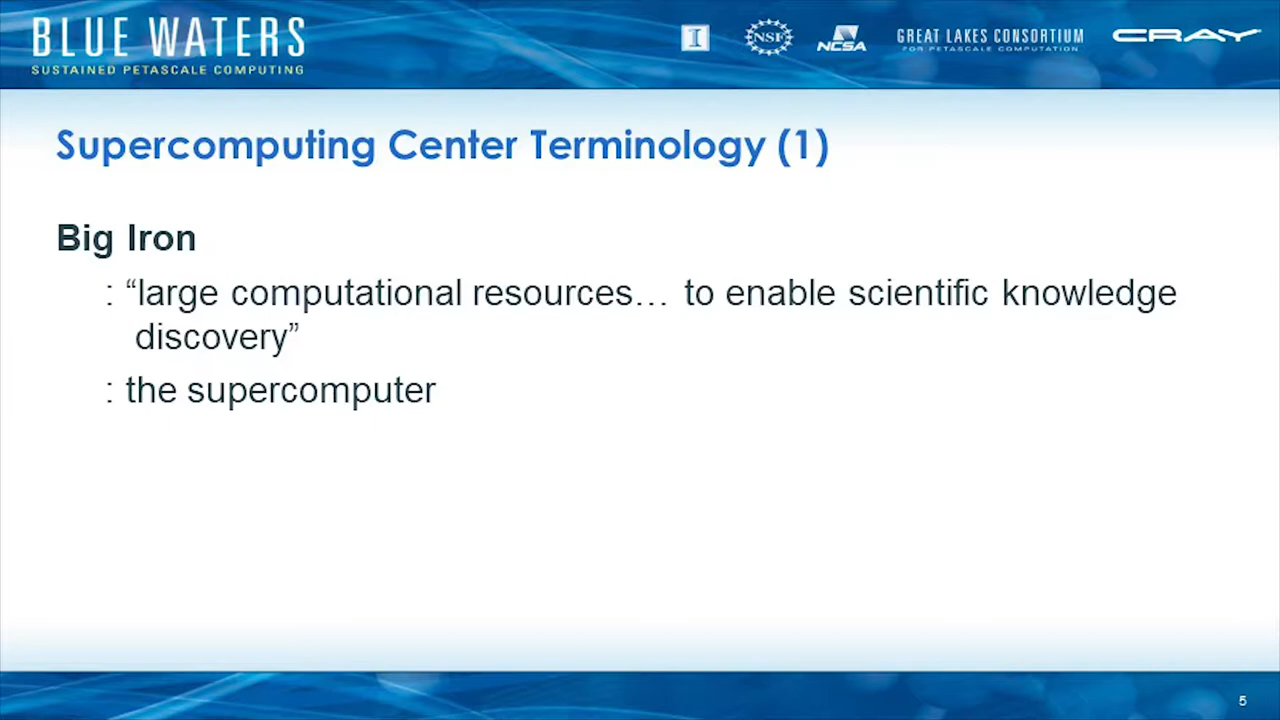 BLUE WATERS
SUSTAINED PETASCALE COMPUTING
I
NSF
NCSA
GREAT LAKES CONSORTIUM
FOR PETASCALE COMPUTATION
CRAY
Supercomputing Center Terminology (1)
Big Iron
: “large computational resources… to enable scientific knowledge
discovery”
: the supercomputer
5